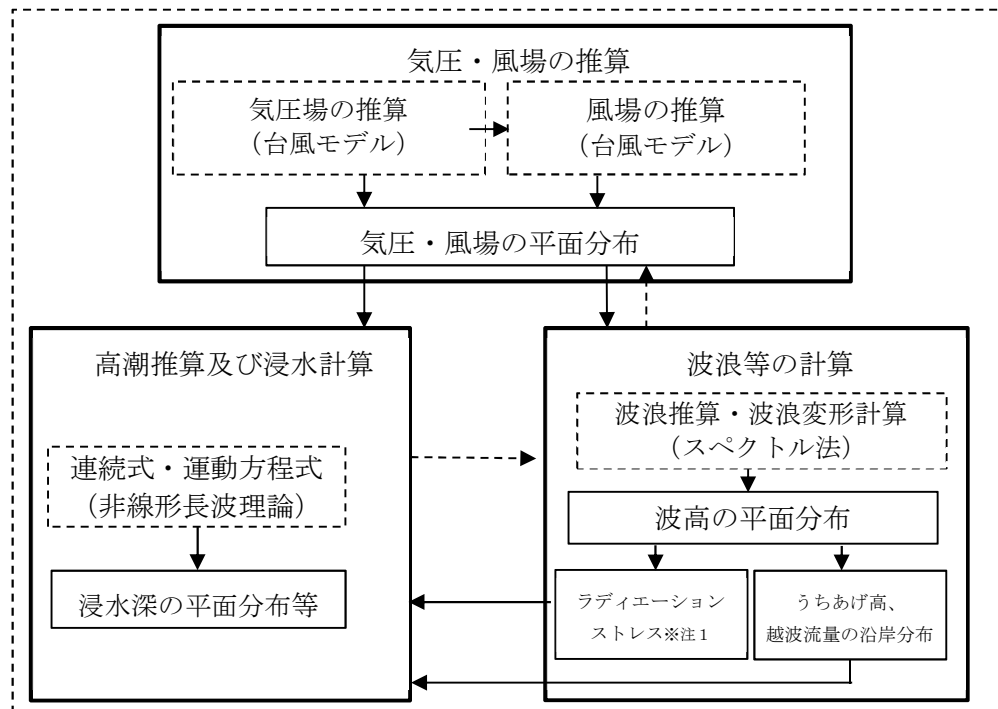 気圧・風場の推算
気圧場の推算
（台風モデル）
風場の推算
（台風モデル）
気圧・風場の平面分布
高潮推算及び浸水計算
連続式・運動方程式
（非線形長波理論）
浸水深の平面分布等
波浪等の計算
波浪推算・波浪変形計算
（スペクトル法）
波高の平面分布
ラディエーション
ストレス※注１
うちあげ高、
越波流量の沿岸分布